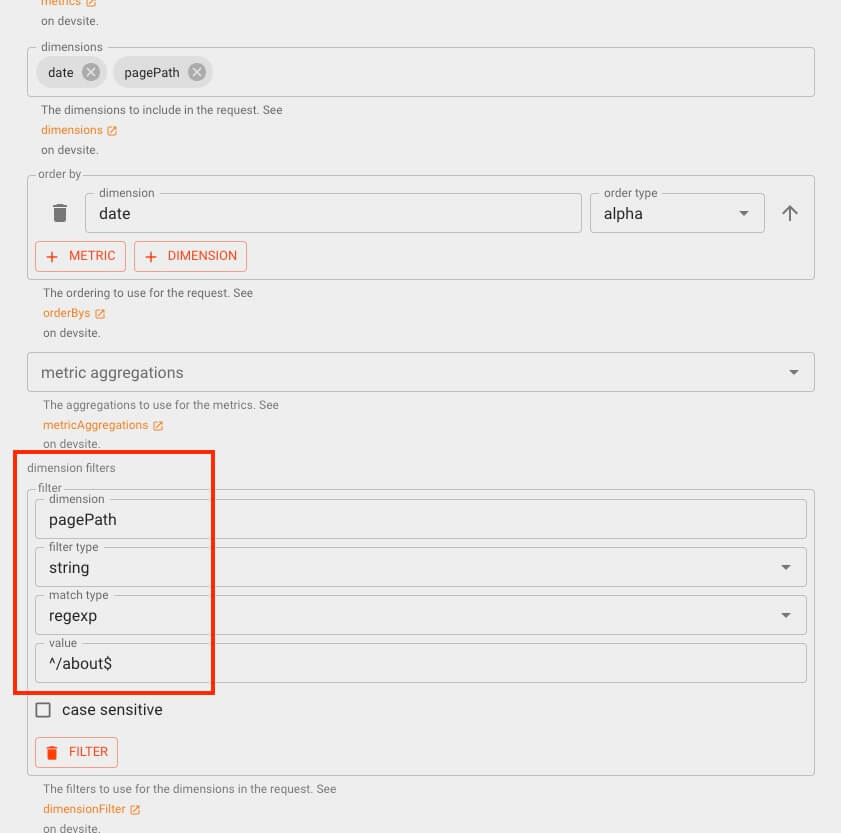 metrics
on devsite.
dimensions
date
pagePath
The dimensions to include in the request. See
dimensions
on devsite.
order by
dimension
order type
date
alpha
METRIC
DIMENSION
The ordering to use for the request. See
orderBys
on devsite.
metric aggregations
The aggregations to use for the metrics. See
metricAggregations
on devsite.
dimension filters
filter
dimension
pagePath
filter type
string
match type
regexp
value
^/about$
case sensitive
FILTER
The filters to use for the dimensions in the request. See
dimensionFilter
on devsite.